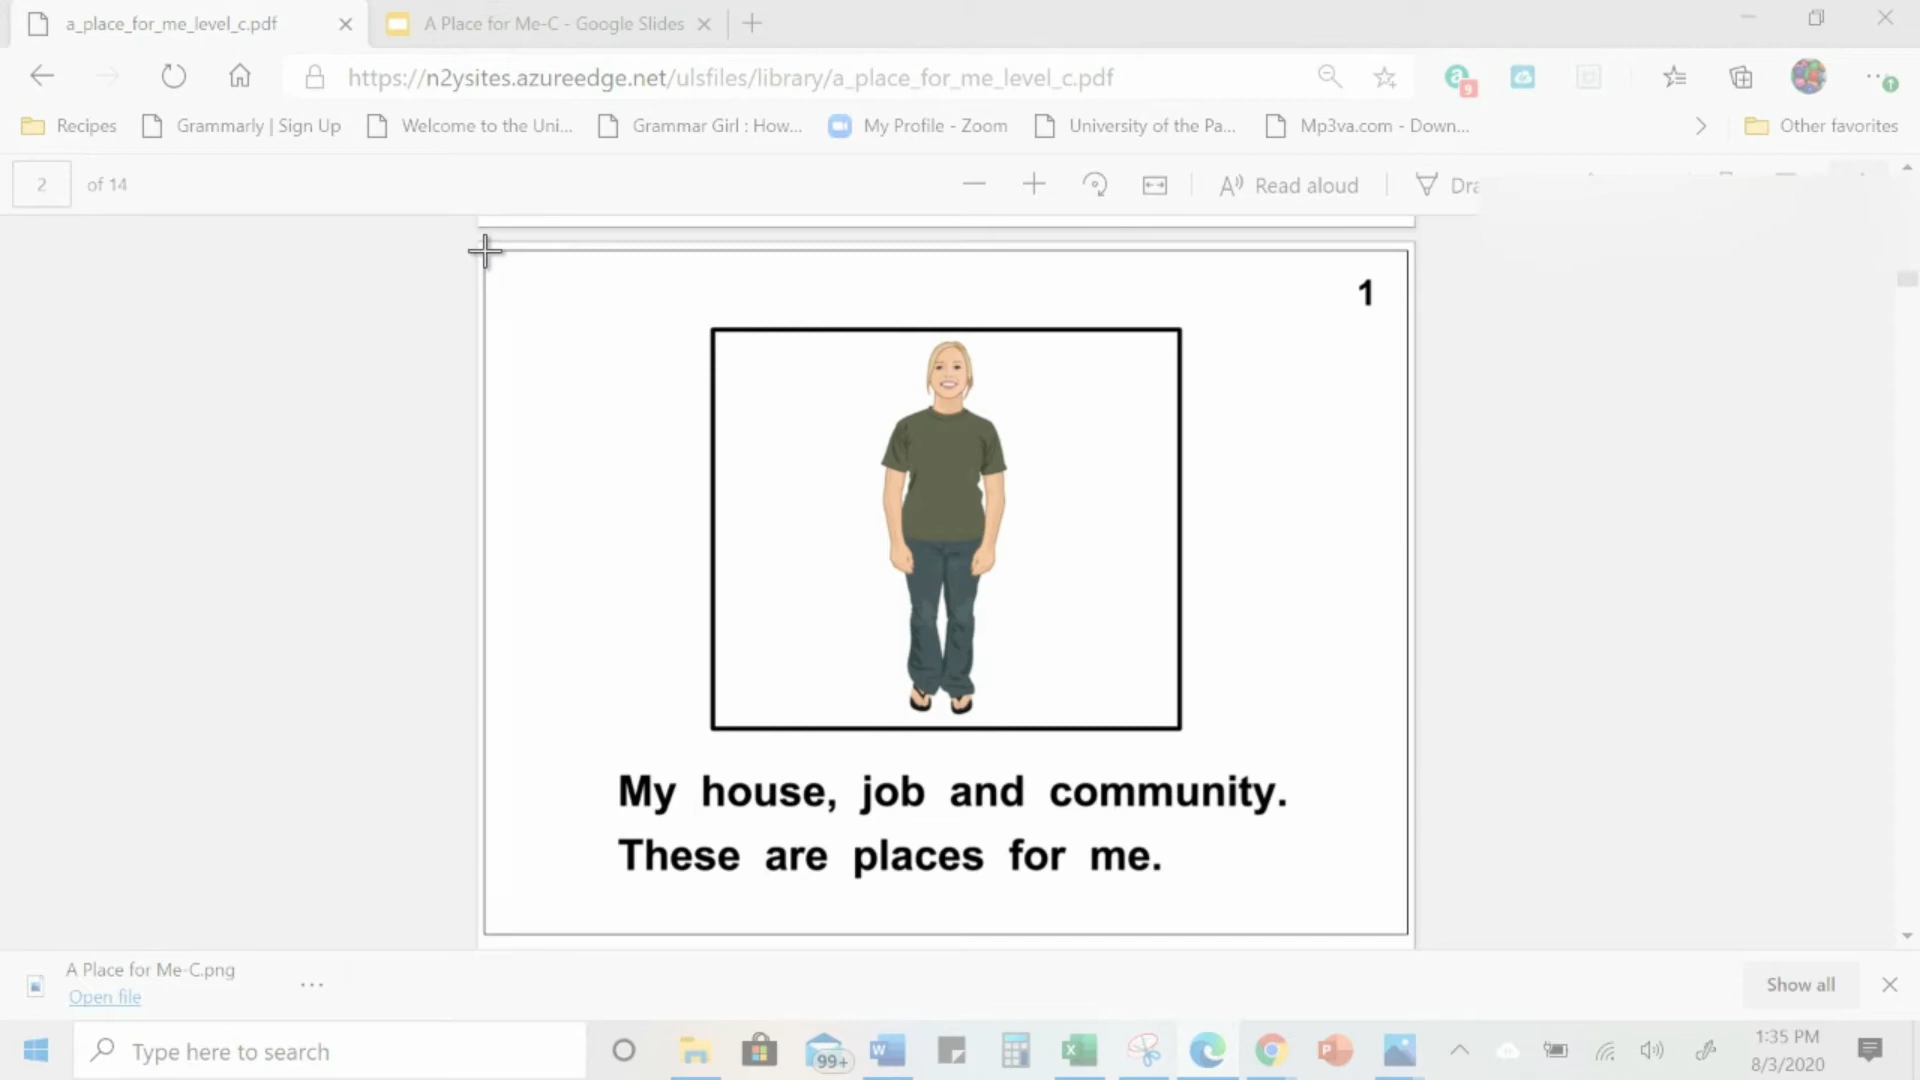 a_place_for_me_level_c.pdf
A Place for Me-C - Google Slides
https://n2ysites.azureedge.net/ulsfiles/library/a_place_for_me_level_c.pdf
a 9
Recipes
Grammarly | Sign Up
Welcome to the Uni...
Grammar Girl : How...
My Profile - Zoom
University of the Pa...
Mp3va.com - Down...
Other favorites
2 of 14
Read aloud
Dra
1
My house, job and community.
These are places for me.
A Place for Me-C.png
Open file
Show all
Type here to search
99+
1:35 PM
8/3/2020